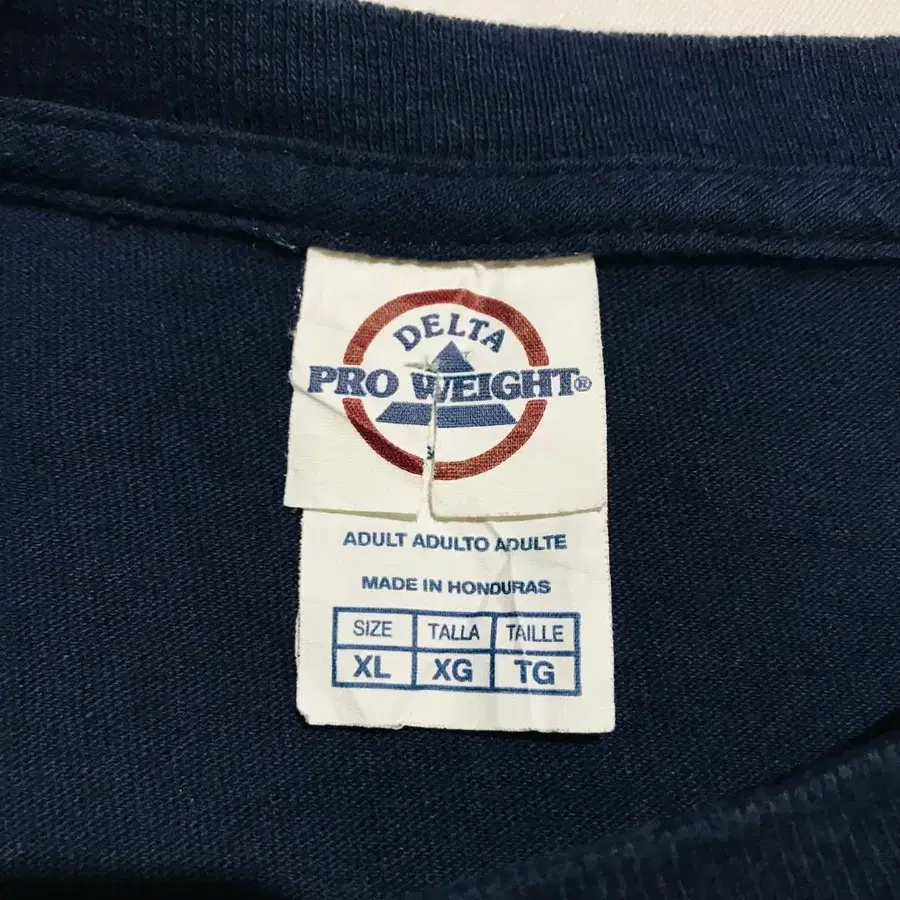 DELTA
PRO WEIGHT®
ADULT ADULTO ADULTE
MADE IN HONDURAS
SIZE TALLA TAILLE
XL XG TG